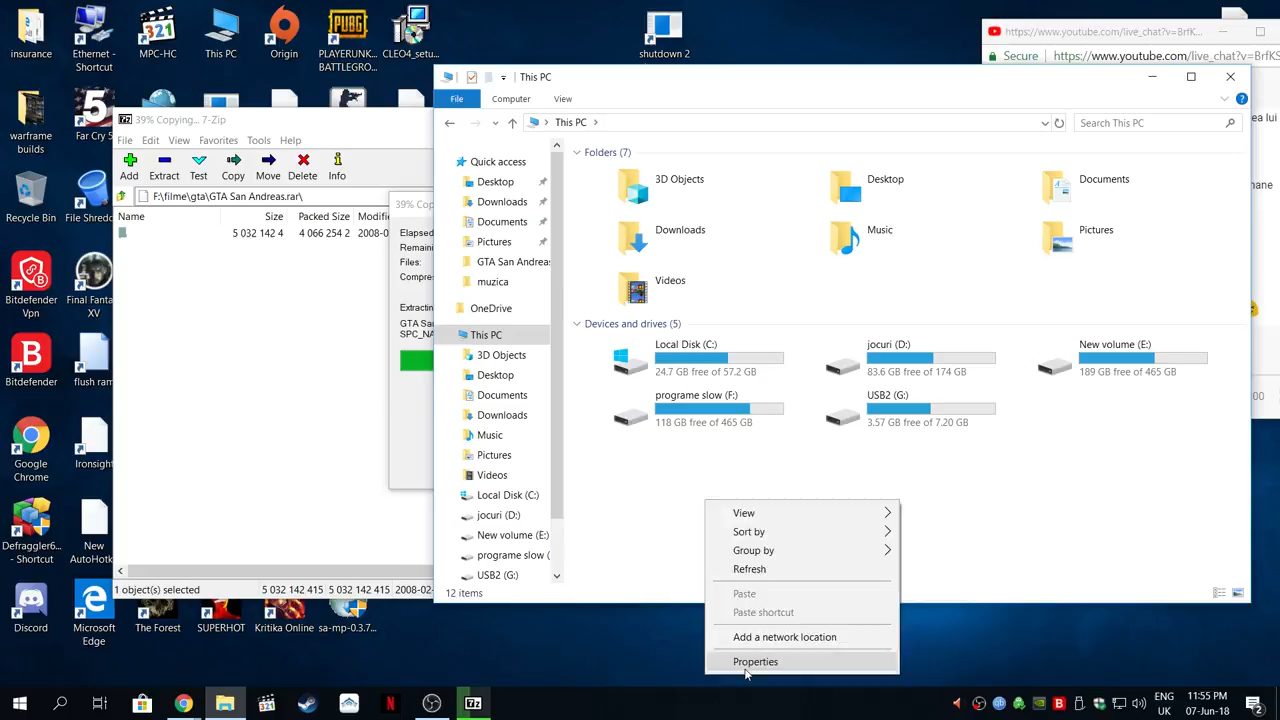 insurance
Ethernet -
Shortcut
MPC-HC
This PC
Origin
PLAYERUNK...
BATTLEGRO...
CLEO4_setu...
shutdown 2
https://www.youtube.com/live_chat?v=BrfK...
Secure
https://www.youtube.com/live_chat?v=BrfKS
warframe
builds
Far Cry 5
Recycle Bin
File Shredd
Bitdefender
Vpn
Final Fantas
XV
Bitdefender
flush ram
Google
Chrome
Ironsight
Defraggler6...
- Shortcut
New
AutoHotk
Discord
Microsoft
Edge
The Forest
SUPERHOT
Kritika Online
sa-mp-0.3.7...
39% Copying... 7-Zip
File Edit View Favorites Tools Help
Add Extract Test Copy Move Delete Info
F:\filme\gta\GTA San Andreas.rar\
Name Size Packed Size Modifie
5 032 142 4 4 066 254 2 2008-0
1 object(s) selected 5 032 142 415 5 032 142 415 2008-02-
39% Cop
Elapsed
Remain
Files:
Compre
Extractin
GTA San
SPC_NA
This PC
File Computer View
This PC
Search This PC
Quick access
Desktop
Downloads
Documents
Pictures
GTA San Andreas
muzica
OneDrive
This PC
3D Objects
Desktop
Documents
Downloads
Music
Pictures
Videos
Local Disk (C:)
jocuri (D:)
New volume (E:)
programe slow (
USB2 (G:)
12 items
Folders (7)
3D Objects
Desktop
Documents
Downloads
Music
Pictures
Videos
Devices and drives (5)
Local Disk (C:)
24.7 GB free of 57.2 GB
jocuri (D:)
83.6 GB free of 174 GB
New volume (E:)
189 GB free of 465 GB
programe slow (F:)
118 GB free of 465 GB
USB2 (G:)
3.57 GB free of 7.20 GB
View
Sort by
Group by
Refresh
Paste
Paste shortcut
Add a network location
Properties
ENG
UK
11:55 PM
07-Jun-18
2